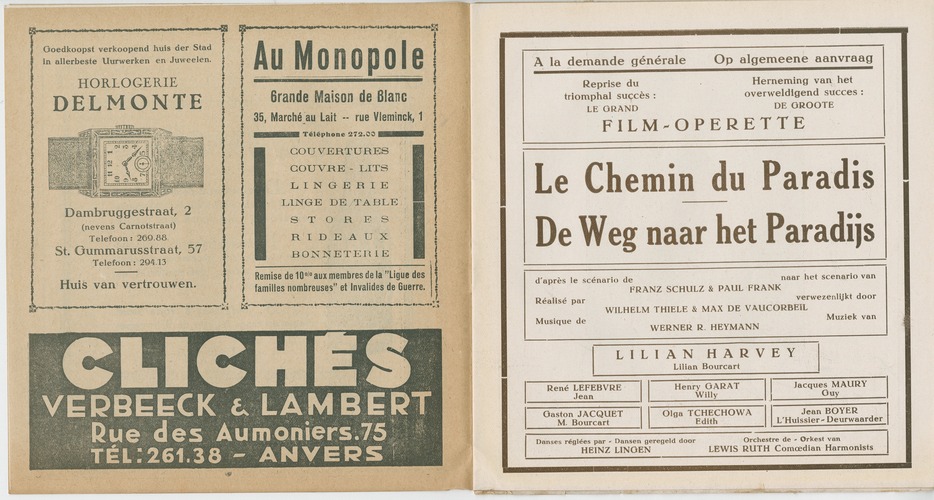 Goedkoopst verkoopend huis der Stad
in allerbeste Uurwerken en Juweelen.
HORLOGERIE
DELMONTE
Dambruggestraat, 2
(nevens Carnotstraat)
Telefoon: 269.88
St. Gummarusstraat, 57
Telefoon: 294.13
Huis van vertrouwen.
Au Monopole
Grande Maison de Blanc
35, Marché au Lait -- rue Vleminck, 1
Téléphone 272.00
COUVERTURES
COUVRE - LITS
LINGERIE
LINGE DE TABLE
STORES
RIDEAUX
BONNETERIE
Remise de 10% aux membres de la "Ligue des
familles nombreuses" et Invalides de Guerre.
CLICHÉS
VERBEECK & LAMBERT
Rue des Aumoniers.75
TÉL:261.38 - ANVERS
A la demande générale Op algemeene aanvraag
Reprise du
triomphal succès :
LE GRAND
Herneming van het
overweldigend succes :
DE GROOTE
FILM-OPERETTE
Le Chemin du Paradis
De Weg naar het Paradijs
d'après le scénario de naar het scenario van
FRANZ SCHULZ & PAUL FRANK
Réalisé par verwezenlijkt door
WILHELM THIELE & MAX DE VAUCORBEIL
Musique de Muziek van
WERNER R. HEYMANN
LILIAN HARVEY
Lilian Bourcart
René LEFEBVRE
Jean
Henry GARAT
Willy
Jacques MAURY
Guy
Gaston JACQUET
M. Bourcart
Olga TCHECHOWA
Edith
Jean BOYER
L'Huissier - Deurwaarder
Danses réglées par - Dansen geregeld door
HEINZ LINGEN
Orchestre de - Orkest van
LEWIS RUTH Comœdian Harmonists